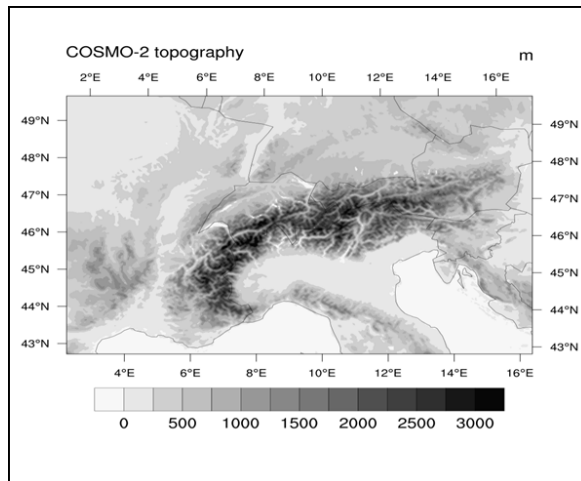 COSMO-2 topography m
2°E 4°E 6°E 8°E 10°E 12°E 14°E 16°E
49°N 49°N
48°N 48°N
47°N 47°N
46°N 46°N
45°N 45°N
44°N 44°N
43°N 43°N
4°E 6°E 8°E 10°E 12°E 14°E 16°E
0 500 1000 1500 2000 2500 3000